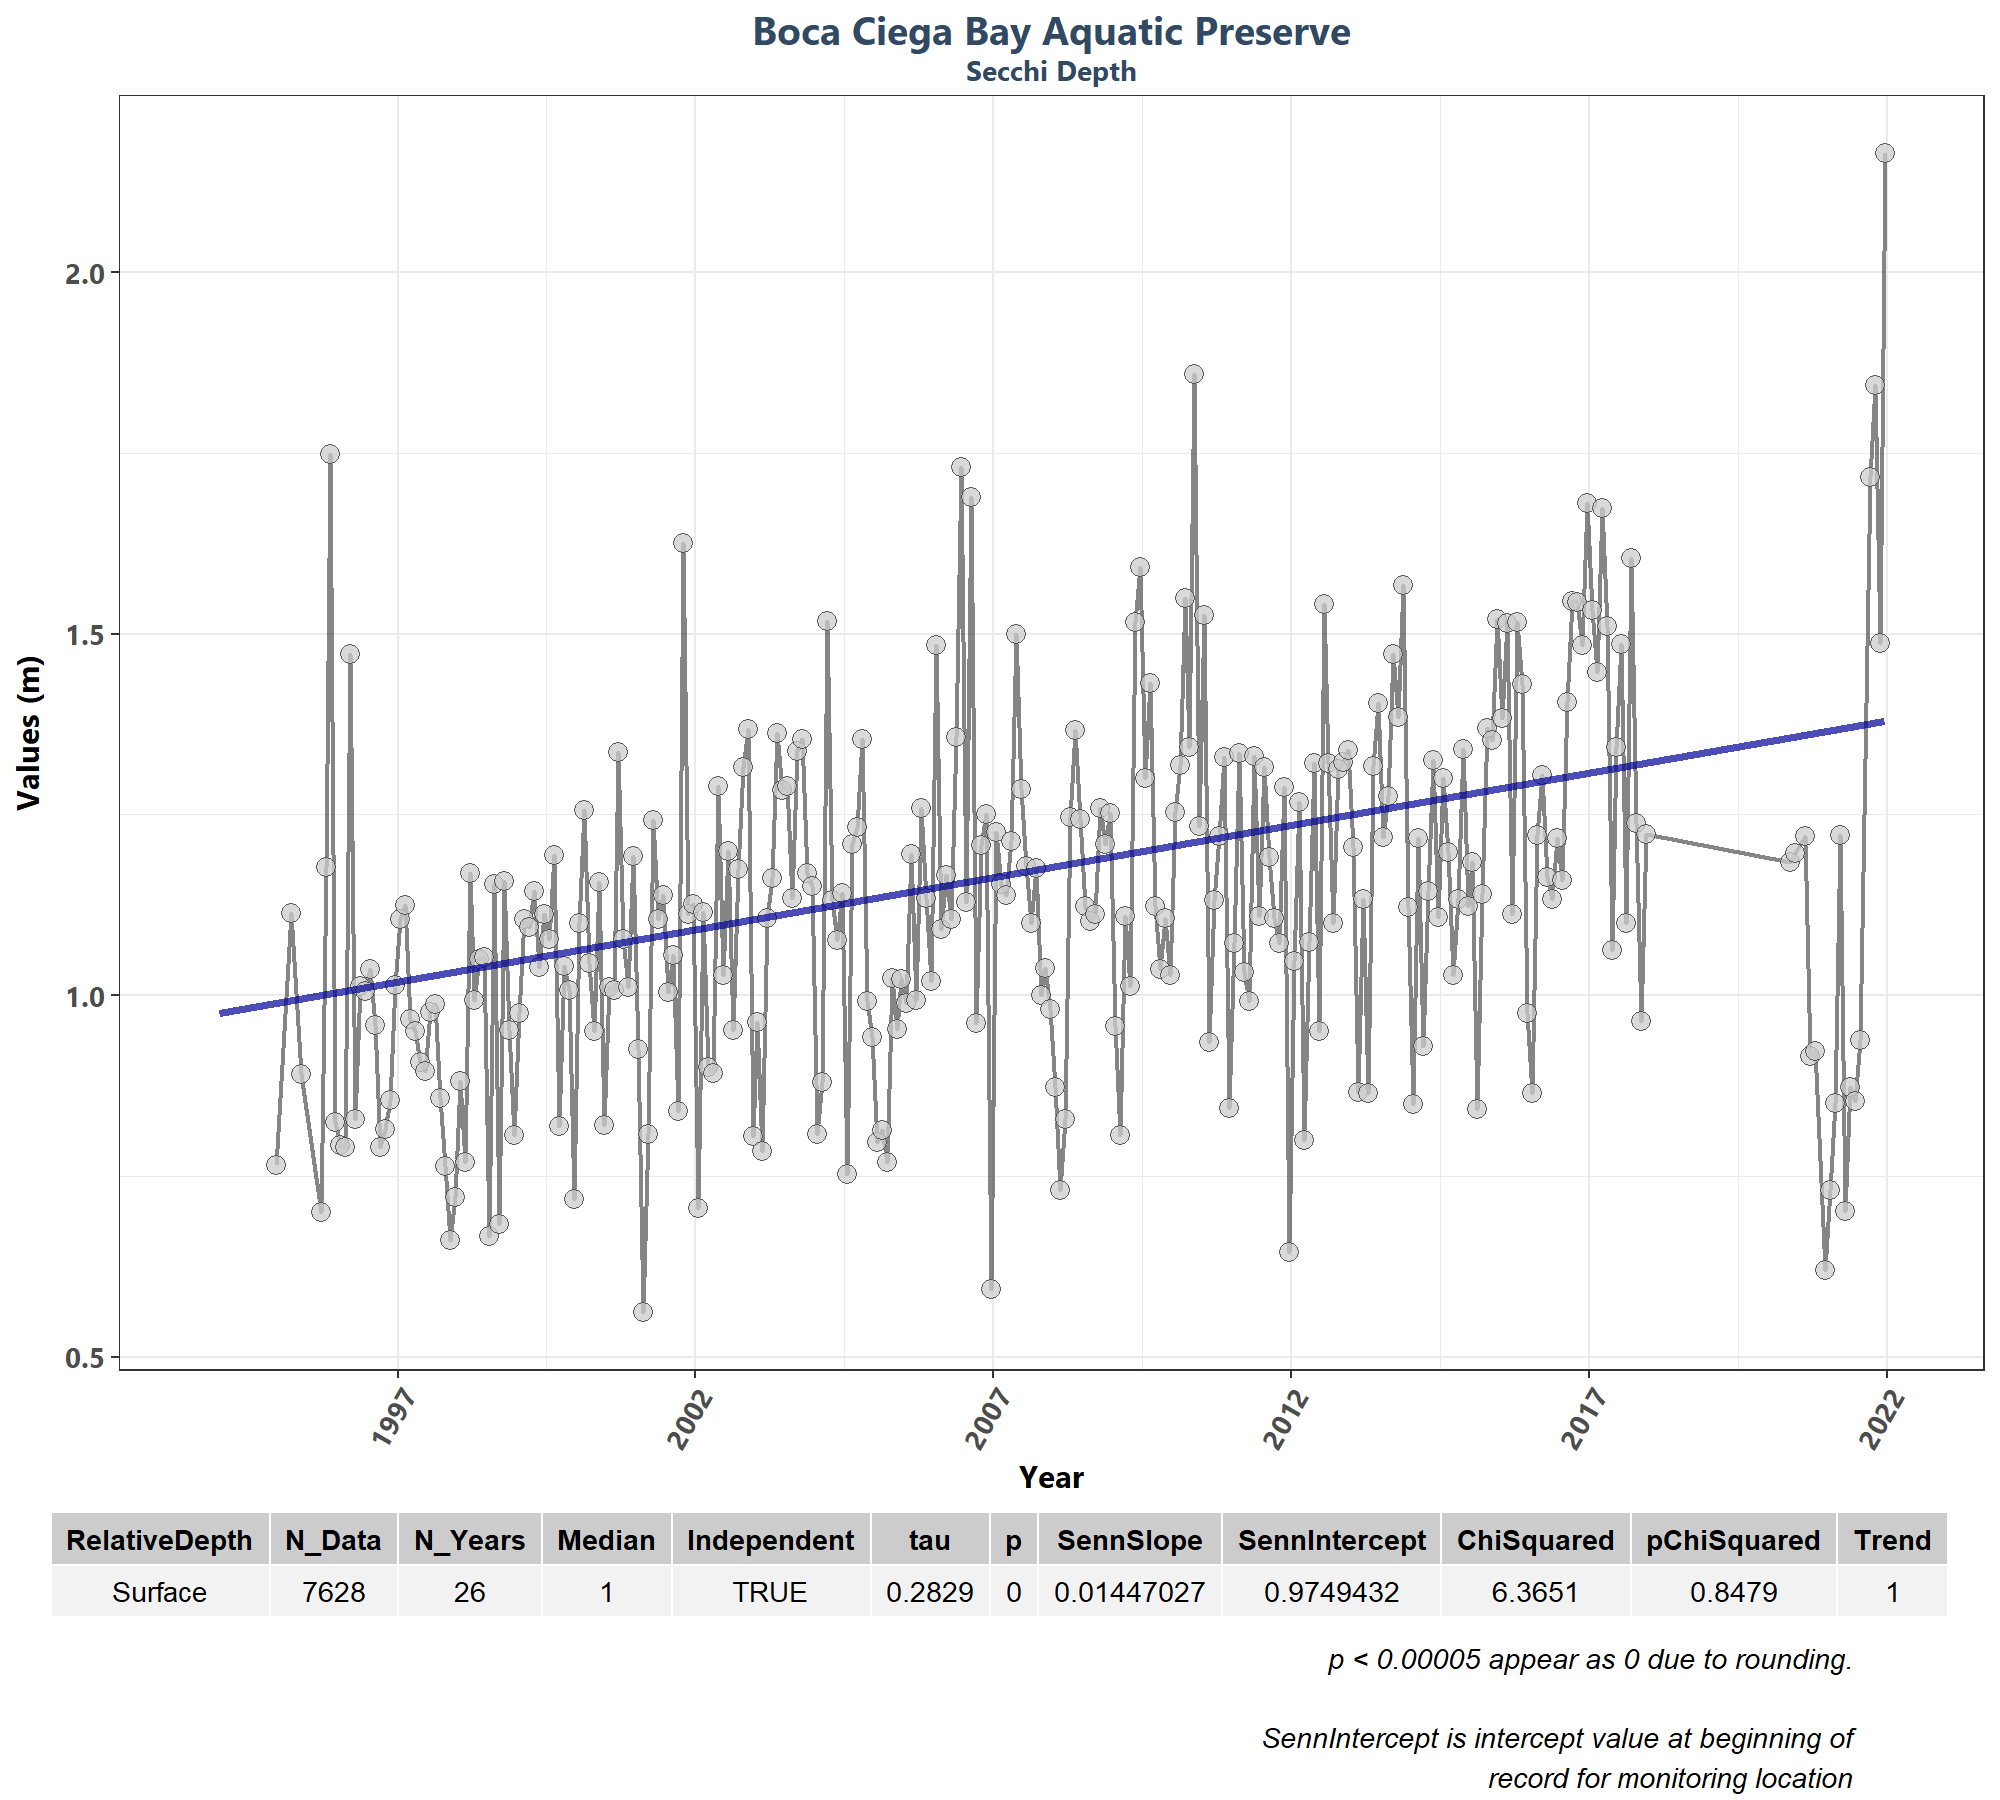 Boca Ciega Bay Aquatic Preserve
Secchi Depth
Values (m)
2.0
1.5
1.0
0.5
1997 2002 2007 2012 2017 2022
Year
RelativeDepth N_Data N_Years Median Independent tau p SennSlope SennIntercept ChiSquared pChiSquared Trend
Surface 7628 26 1 TRUE 0.2829 0 0.01447027 0.9749432 6.3651 0.8479 1
p < 0.00005 appear as 0 due to rounding.
SennIntercept is intercept value at beginning of
record for monitoring location